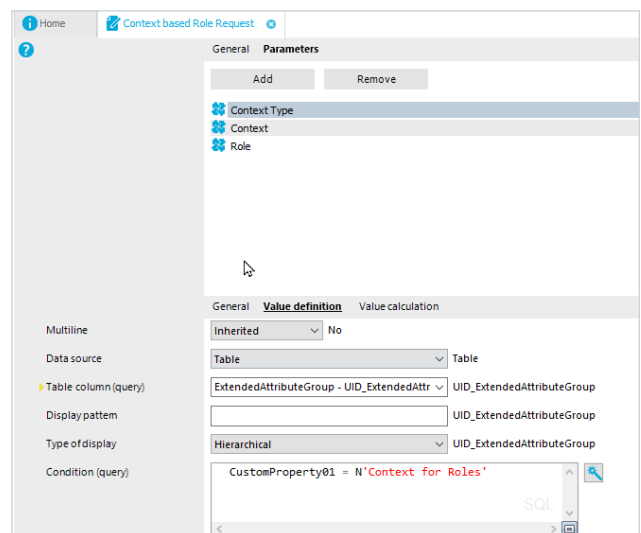 Home Context based Role Request
General Parameters
Add Remove
Context Type
Context
Role
General Value definition Value calculation
Multiline Inherited No
Data source Table Table
Table column (query) ExtendedAttributeGroup - UID_ExtendedAttr UID_ExtendedAttributeGroup
Display pattern UID_ExtendedAttributeGroup
Type of display Hierarchical UID_ExtendedAttributeGroup
Condition (query) CustomProperty01 = N'Context for Roles'
SQL